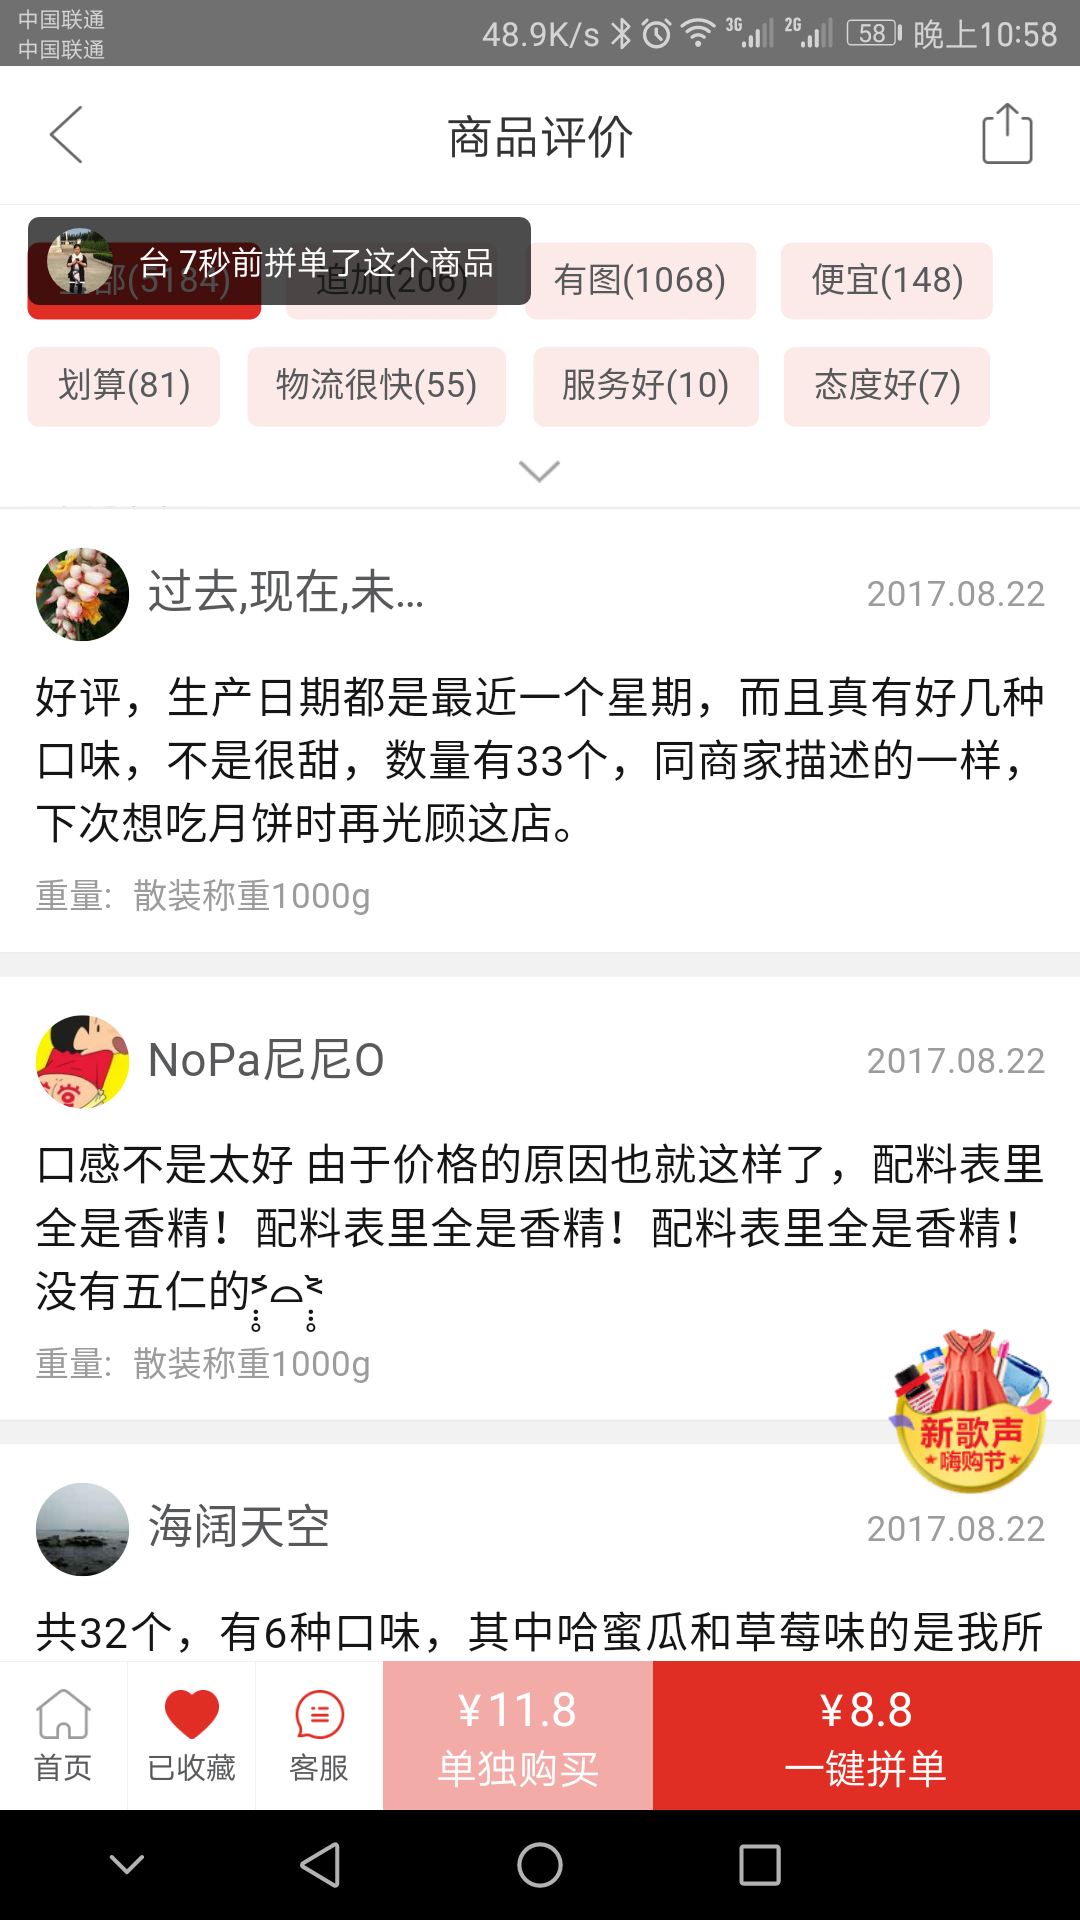 中国联通
中国联通
48.9K/s 3G 2G 58 晚上10:58
商品评价
台 7秒前拼单了这个商品
全部(5184) 追加(206) 有图(1068) 便宜(148)
划算(81) 物流很快(55) 服务好(10) 态度好(7)
过去,现在,未... 2017.08.22
好评，生产日期都是最近一个星期，而且真有好几种
口味，不是很甜，数量有33个，同商家描述的一样，
下次想吃月饼时再光顾这店。
重量：散装称重1000g
NoPa尼尼O 2017.08.22
口感不是太好 由于价格的原因也就这样了，配料表里
全是香精！配料表里全是香精！配料表里全是香精！
没有五仁的
重量：散装称重1000g
新歌声
嗨购节
海阔天空 2017.08.22
共32个，有6种口味，其中哈蜜瓜和草莓味的是我所
¥11.8 ¥8.8
首页 已收藏 客服 单独购买 一键拼单